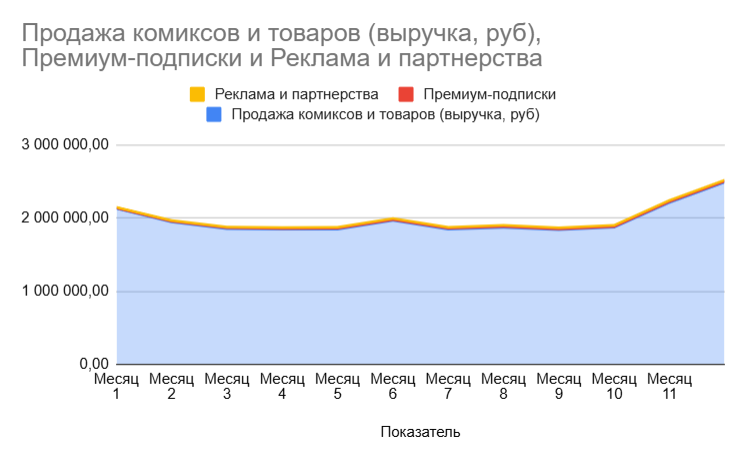 Продажа комиксов и товаров (выручка, руб),
Премиум-подписки и Реклама и партнерства
Реклама и партнерства
Премиум-подписки
Продажа комиксов и товаров (выручка, руб)
3 000 000,00
2 000 000,00
1 000 000,00
0,00
Месяц 1
Месяц 2
Месяц 3
Месяц 4
Месяц 5
Месяц 6
Месяц 7
Месяц 8
Месяц 9
Месяц 10
Месяц 11
Показатель